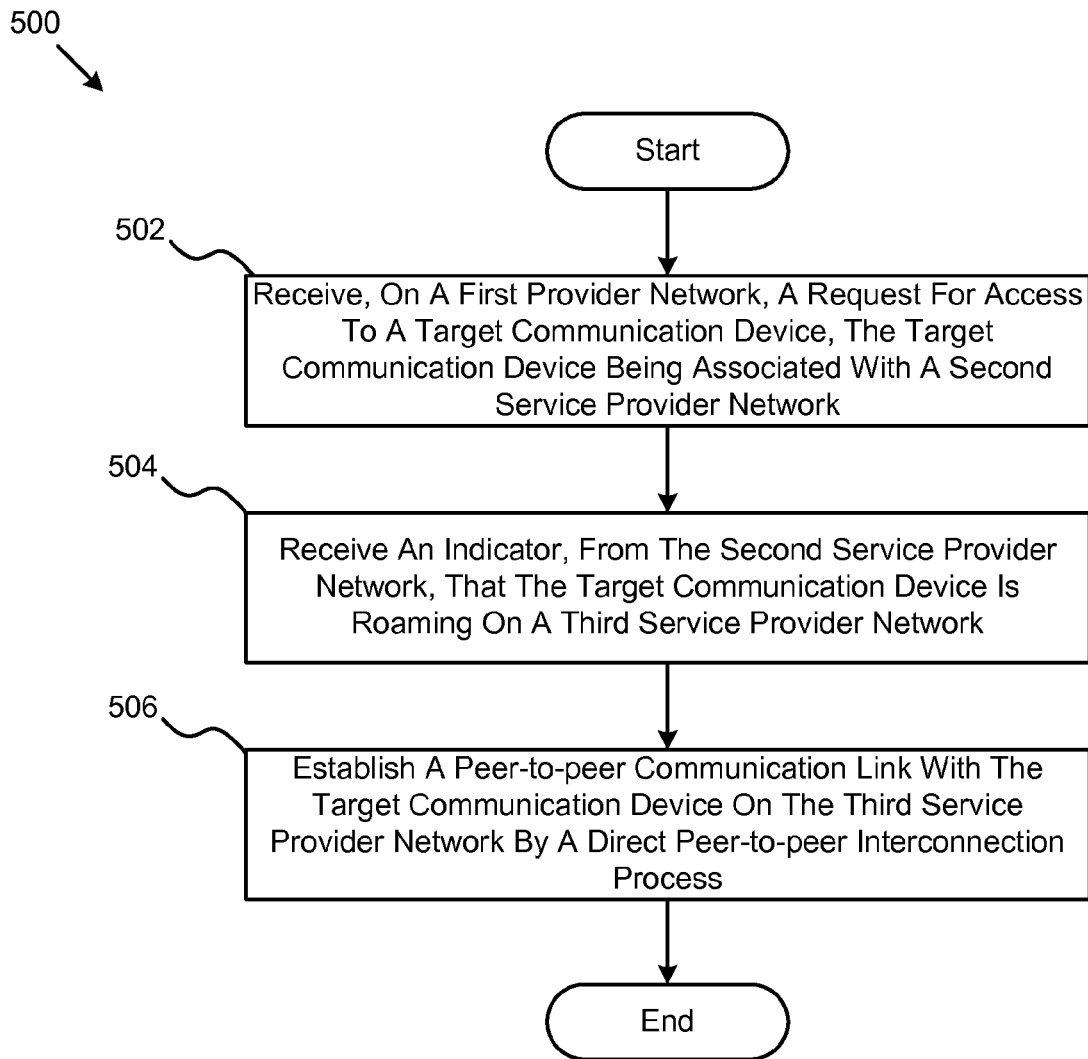 500
Start
502
Receive, On A First Provider Network, A Request For Access
To A Target Communication Device, The Target
Communication Device Being Associated With A Second
Service Provider Network
504
Receive An Indicator, From The Second Service Provider
Network, That The Target Communication Device Is
Roaming On A Third Service Provider Network
506
Establish A Peer-to-peer Communication Link With The
Target Communication Device On The Third Service
Provider Network By A Direct Peer-to-peer Interconnection
Process
End